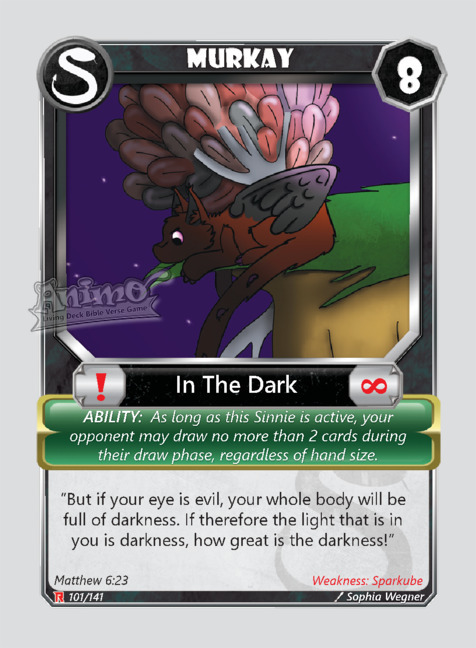 S
MURKAY
8
Animo
Living Deck Bible Verse Game
! In The Dark ∞
ABILITY: As long as this Sinnie is active, your
opponent may draw no more than 2 cards during
their draw phase, regardless of hand size.
"But if your eye is evil, your whole body will be
full of darkness. If therefore the light that is in
you is darkness, how great is the darkness!"
Matthew 6:23
Weakness: Sparkube
R 101/141
Sophia Wegner